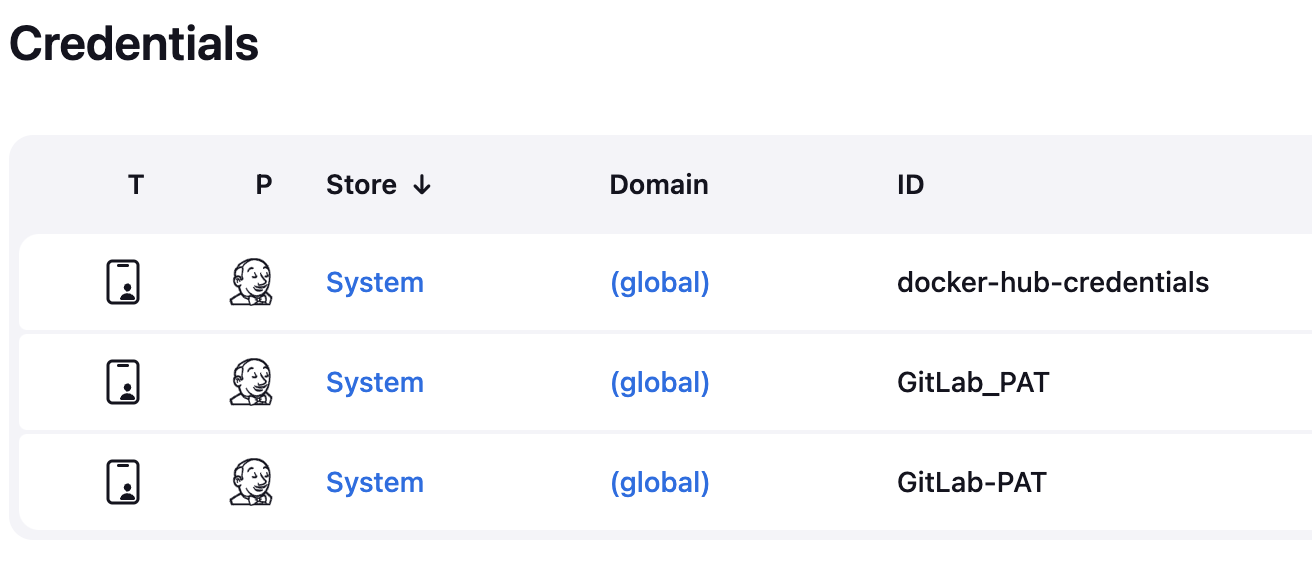 Credentials
T P Store ↓ Domain ID
System (global) docker-hub-credentials
System (global) GitLab_PAT
System (global) GitLab-PAT